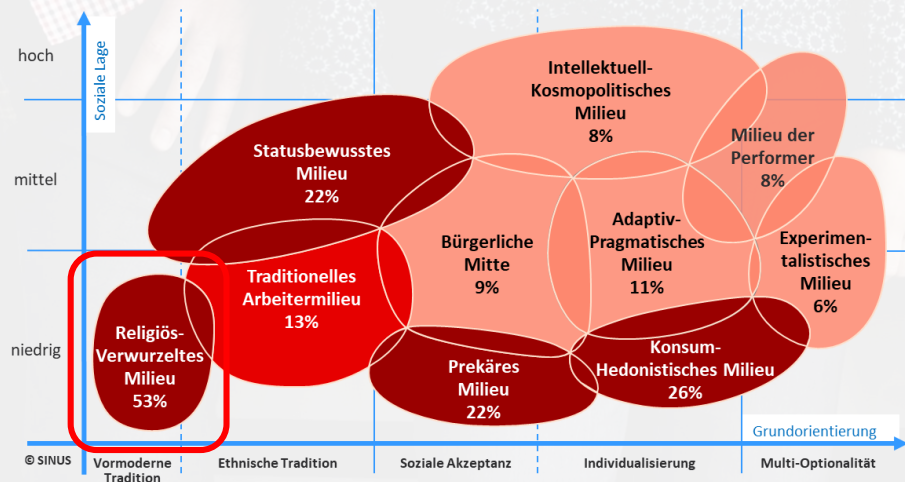 hoch
mittel
niedrig
Soziale Lage
Intellektuell-
Kosmopolitisches
Milieu
8%
Statusbewusstes
Milieu
22%
Milieu der
Performer
8%
Traditionelles
Arbeitermilieu
13%
Bürgerliche
Mitte
9%
Adaptiv-
Pragmatisches
Milieu
11%
Experimen-
talistisches
Milieu
6%
Religiös-
Verwurzeltes
Milieu
53%
Prekäres
Milieu
22%
Konsum-
Hedonistisches Milieu
26%
Grundorientierung
© SINUS
Vormoderne
Tradition
Ethnische Tradition
Soziale Akzeptanz
Individualisierung
Multi-Optionalität